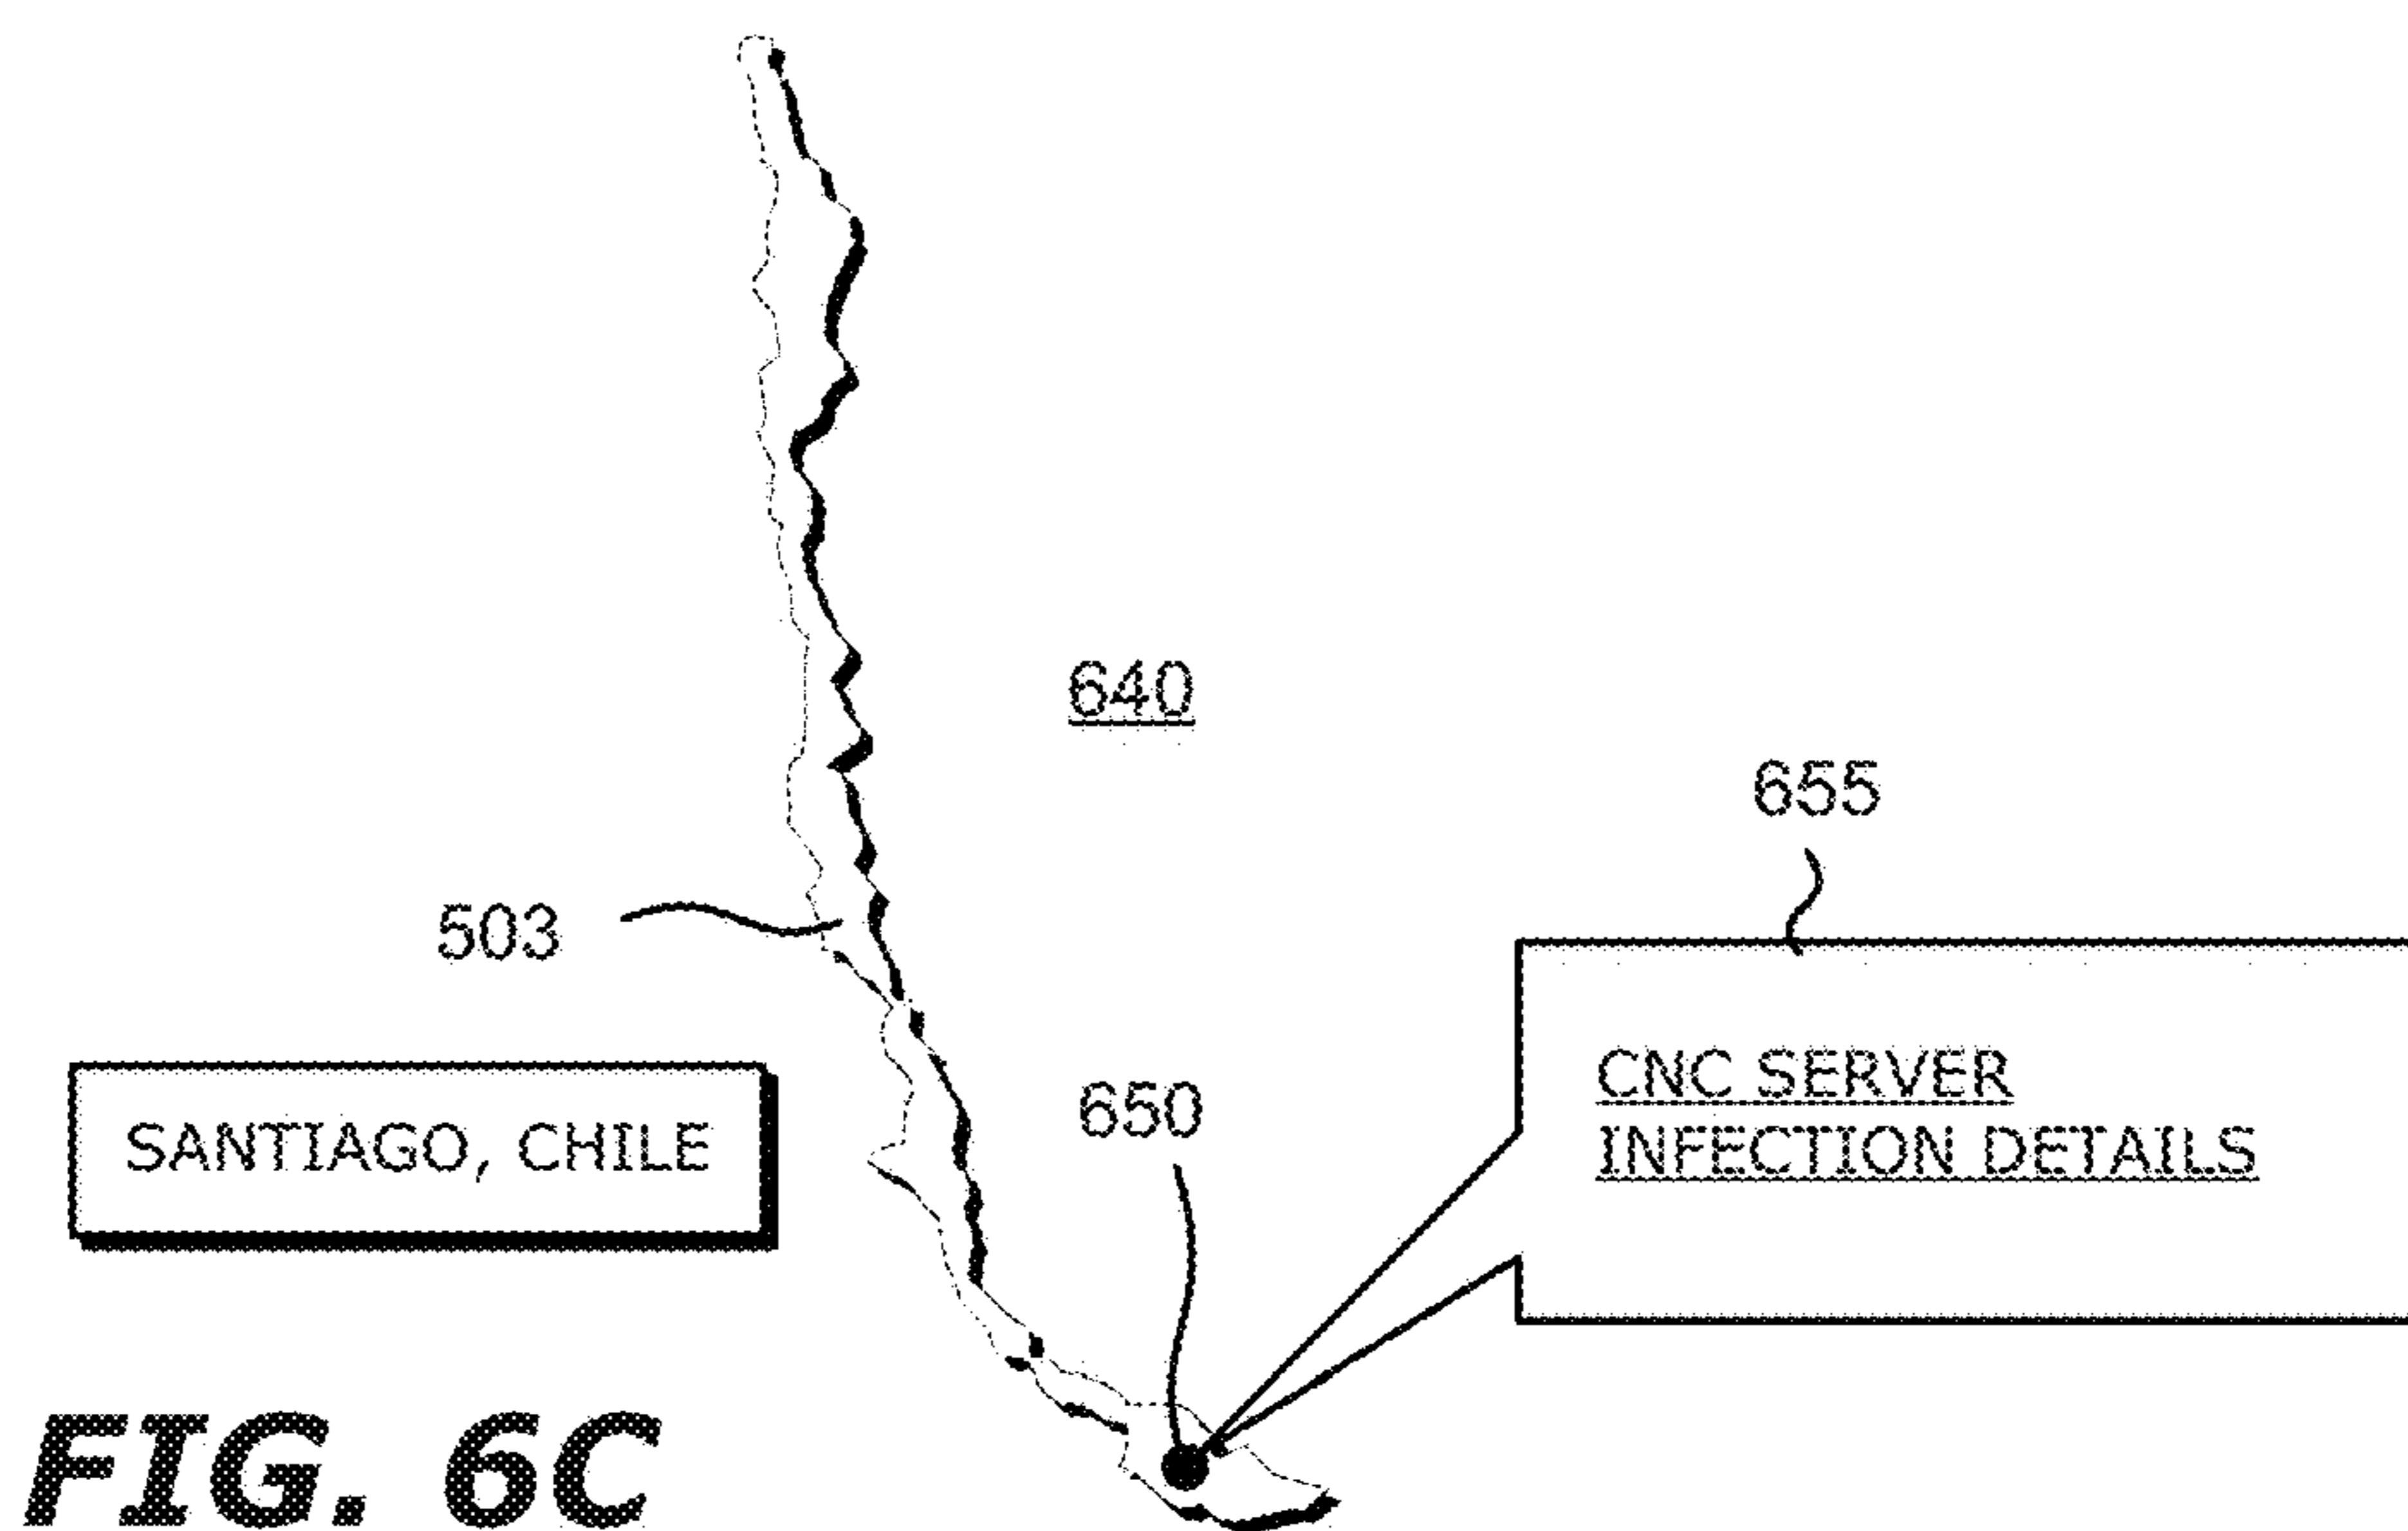 640
655
503
650
CNC SERVER
INFECTION DETAILS
SANTIAGO, CHILE
FIG. 6C